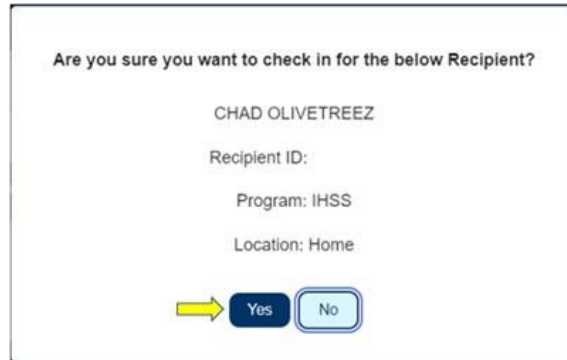 Are you sure you want to check in for the below Recipient?
CHAD OLIVETREEZ
Recipient ID:
Program: IHSS
Location: Home
Yes No